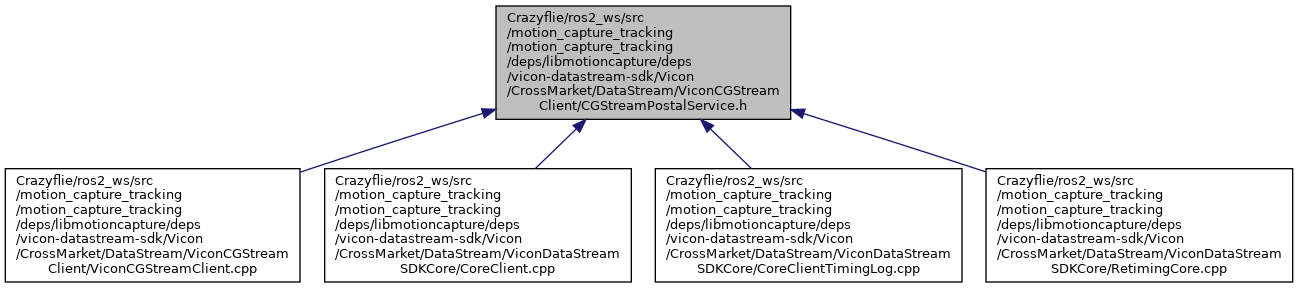 Crazyflie/ros2_ws/src
/motion_capture_tracking
/motion_capture_tracking
/deps/libmotioncapture/deps
/vicon-datastream-sdk/Vicon
/CrossMarket/DataStream/ViconCGStream
Client/CGStreamPostalService.h
Crazyflie/ros2_ws/src
/motion_capture_tracking
/motion_capture_tracking
/deps/libmotioncapture/deps
/vicon-datastream-sdk/Vicon
/CrossMarket/DataStream/ViconCGStream
Client/ViconCGStreamClient.cpp
Crazyflie/ros2_ws/src
/motion_capture_tracking
/motion_capture_tracking
/deps/libmotioncapture/deps
/vicon-datastream-sdk/Vicon
/CrossMarket/DataStream/ViconDataStream
SDKCore/CoreClient.cpp
Crazyflie/ros2_ws/src
/motion_capture_tracking
/motion_capture_tracking
/deps/libmotioncapture/deps
/vicon-datastream-sdk/Vicon
/CrossMarket/DataStream/ViconDataStream
SDKCore/CoreClientTimingLog.cpp
Crazyflie/ros2_ws/src
/motion_capture_tracking
/motion_capture_tracking
/deps/libmotioncapture/deps
/vicon-datastream-sdk/Vicon
/CrossMarket/DataStream/ViconDataStream
SDKCore/RetimingCore.cpp